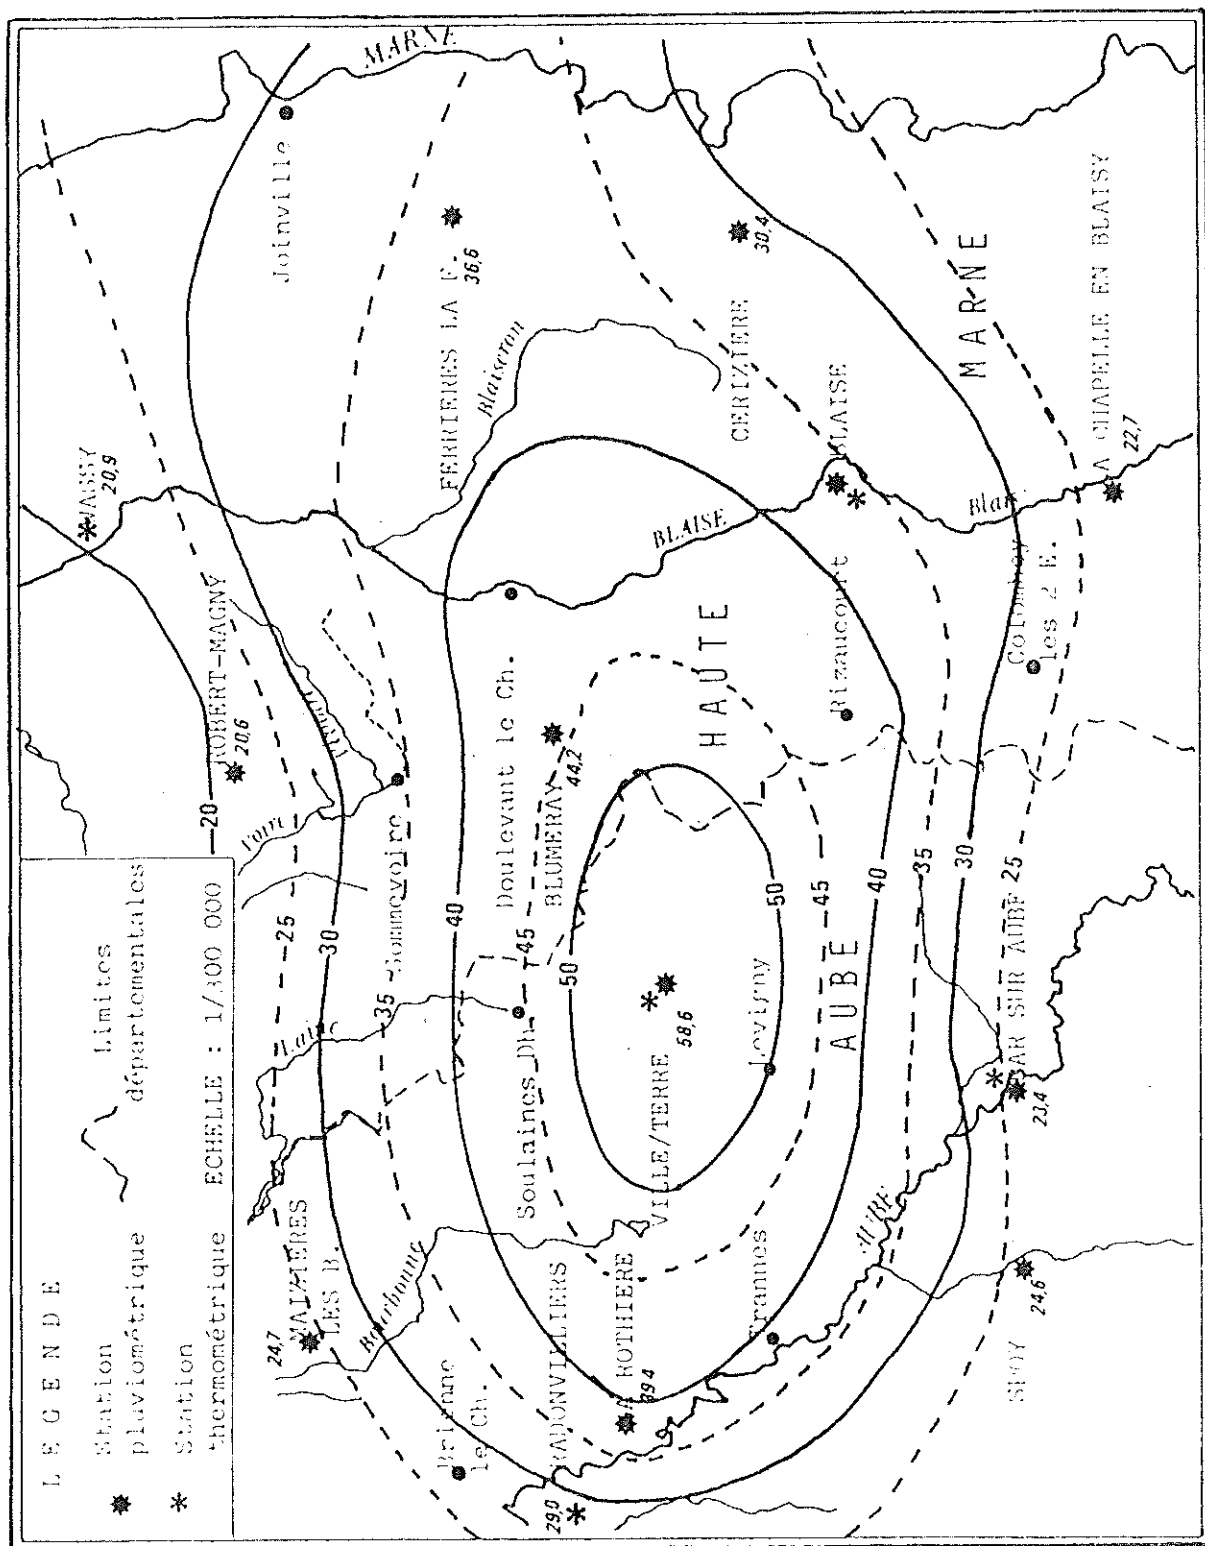 LEGENDE
Station
pluviométrique
Limites
départementales
Station
thermométrique
ECHELLE : 1/300 000
MARNE
Joinville
WASSY
20,9
FERRIERES LA F.
36,6
Blaiseron
30,4
CERIZIERE
MARNE
BLAISE
LA CHAPELLE EN BLAISY
22,7
ROBERT-MAGNY
20,6
BLAISE
Doulevant le Ch.
HAUTE
Rizaucourt
Colombey
les 2 E.
Voire
20
25
30
35
Sommevoire
40
45
50
BLUMERAY
44,2
50
45
40
35
30
25
Laine
Soulaines Dh.
58,6
VILLE/TERRE
Levigny
AUBE
BAR SUR AUBE
23,4
MAIZIERES
LES B.
24,7
Brienne
le Ch.
RADONVILLIERS
29,0
LA ROTHIERE
39,4
Trannes
AUBE
SPOY
24,6